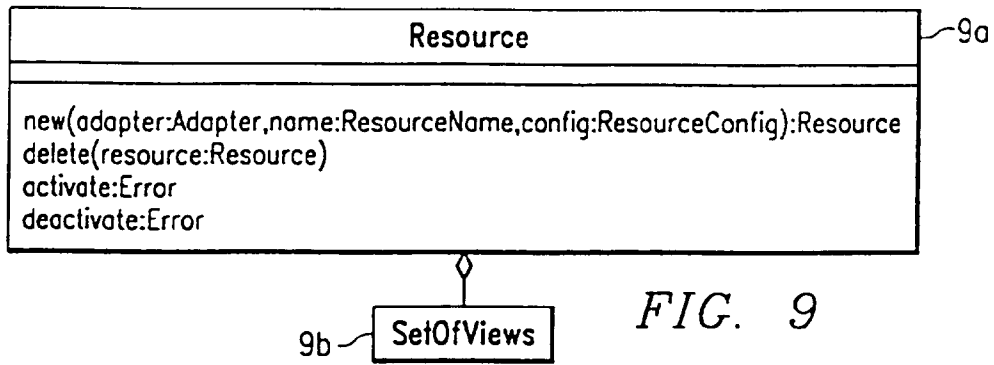 Resource
9a
new(adapter:Adapter,name:ResourceName,config:ResourceConfig):Resource
delete(resource:Resource)
activate:Error
deactivate:Error
9b
SetOfViews
FIG. 9